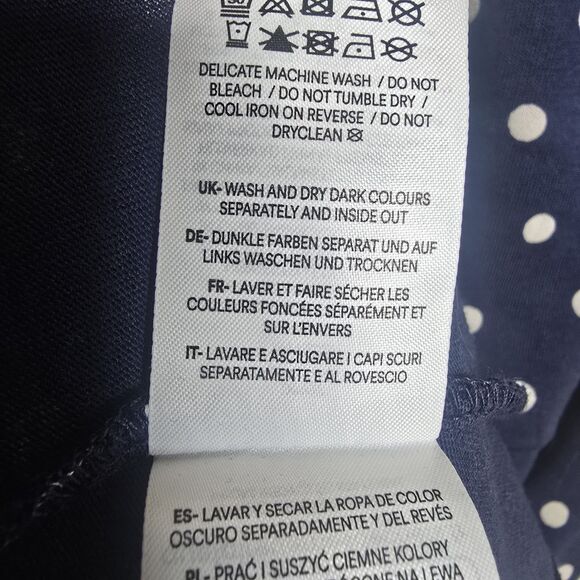 DELICATE MACHINE WASH / DO NOT
BLEACH / DO NOT TUMBLE DRY /
COOL IRON ON REVERSE / DO NOT
DRYCLEAN
UK- WASH AND DRY DARK COLOURS
SEPARATELY AND INSIDE OUT
DE- DUNKLE FARBEN SEPARAT UND AUF
LINKS WASCHEN UND TROCKNEN
FR- LAVER ET FAIRE SÉCHER LES
COULEURS FONCÉES SÉPARÉMENT ET
SUR L'ENVERS
IT- LAVARE E ASCIUGARE I CAPI SCURI
SEPARATAMENTE E AL ROVESCIO
ES- LAVAR Y SECAR LA ROPA DE COLOR
OSCURO SEPARADAMENTE Y DEL REVÉS
PL- PRAĆ I SUSZYĆ CIEMNE KOLORY
NA LEWĄ